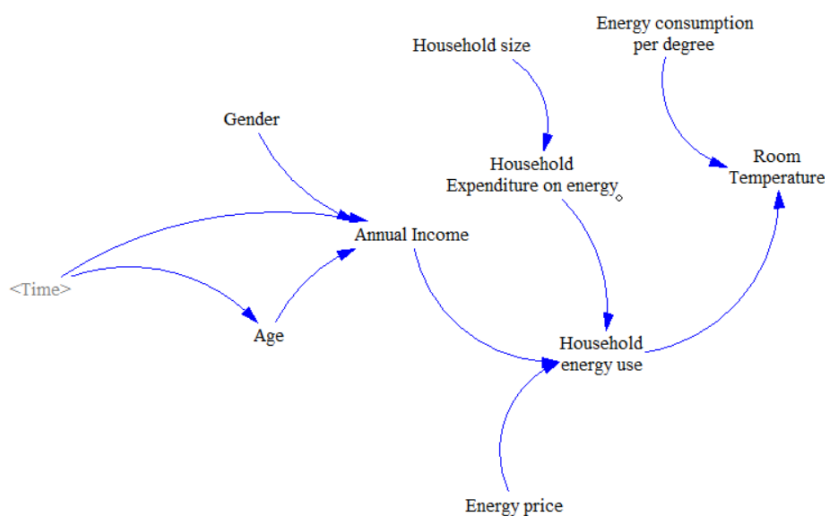 Energy consumption
per degree
Household size
Gender
Household
Expenditure on energy
Room
Temperature
Annual Income
<Time>
Age
Household
energy use
Energy price